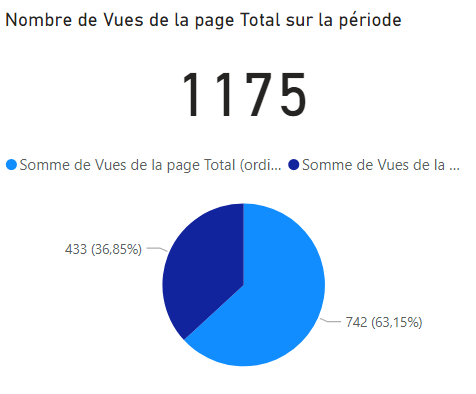 Nombre de Vues de la page Total sur la période
1175
Somme de Vues de la page Total (ordi... Somme de Vues de la ...
433 (36,85%)
742 (63,15%)